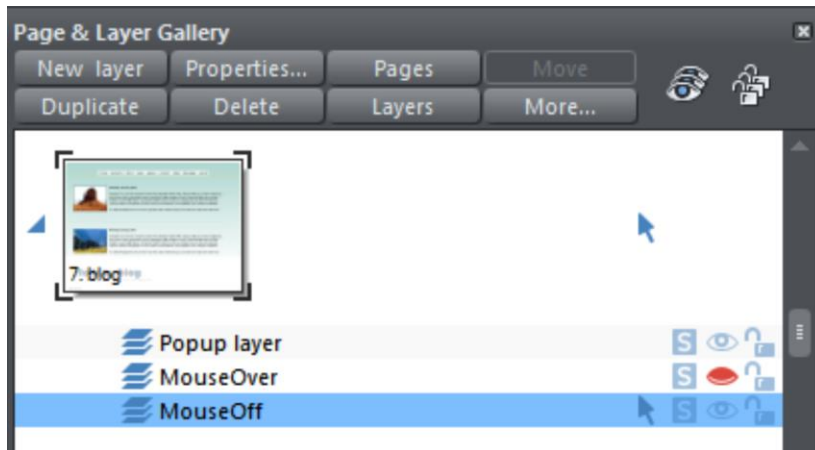 Page & Layer Gallery
New layer Properties... Pages Move
Duplicate Delete Layers More...
7: blog
Popup layer
S
MouseOver
S
MouseOff
S